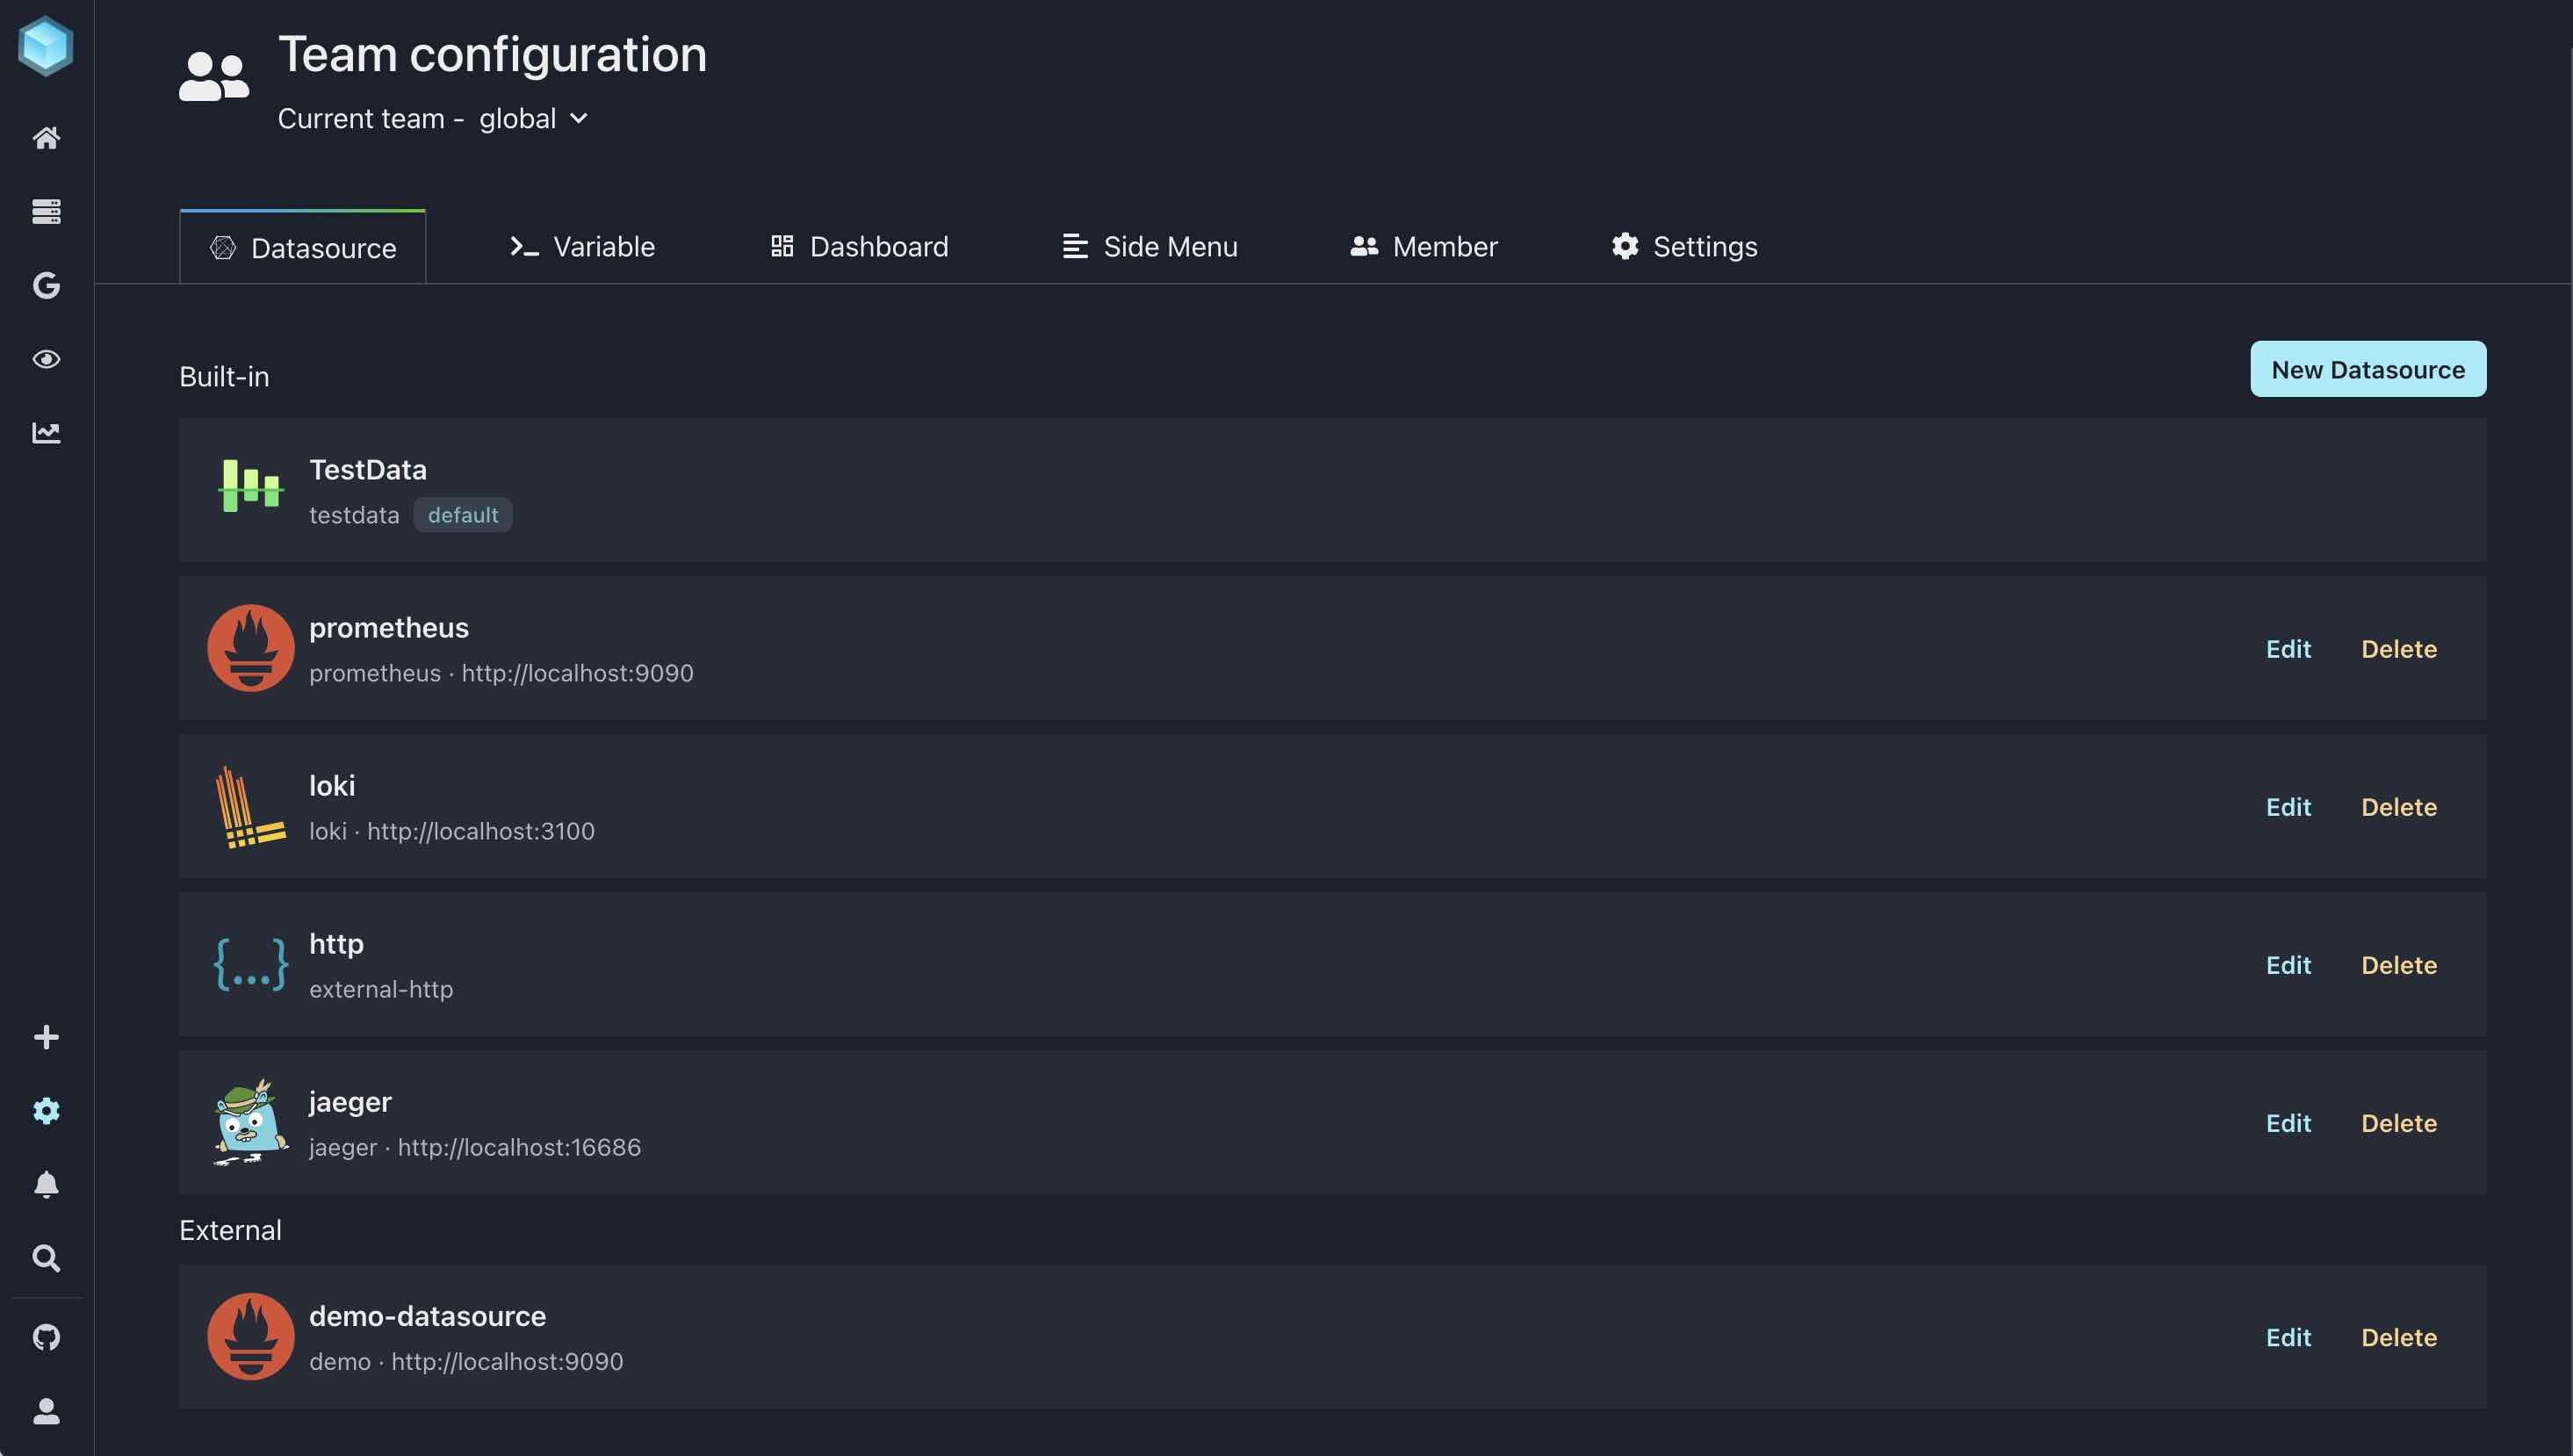 Team configuration
Current team - global
Datasource
Variable
Dashboard
Side Menu
Member
Settings
Built-in
New Datasource
TestData
testdata default
prometheus
prometheus · http://localhost:9090
Edit Delete
loki
loki · http://localhost:3100
Edit Delete
http
external-http
Edit Delete
jaeger
jaeger · http://localhost:16686
Edit Delete
External
demo-datasource
demo · http://localhost:9090
Edit Delete